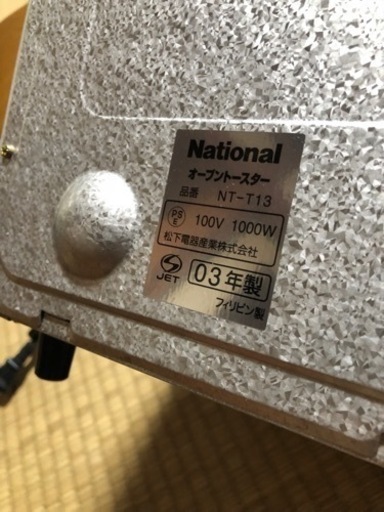 National
オーブントースター
品番 NT-T13
PS E 100V 1000W
松下電器産業株式会社
JET 03年製
フィリピン製